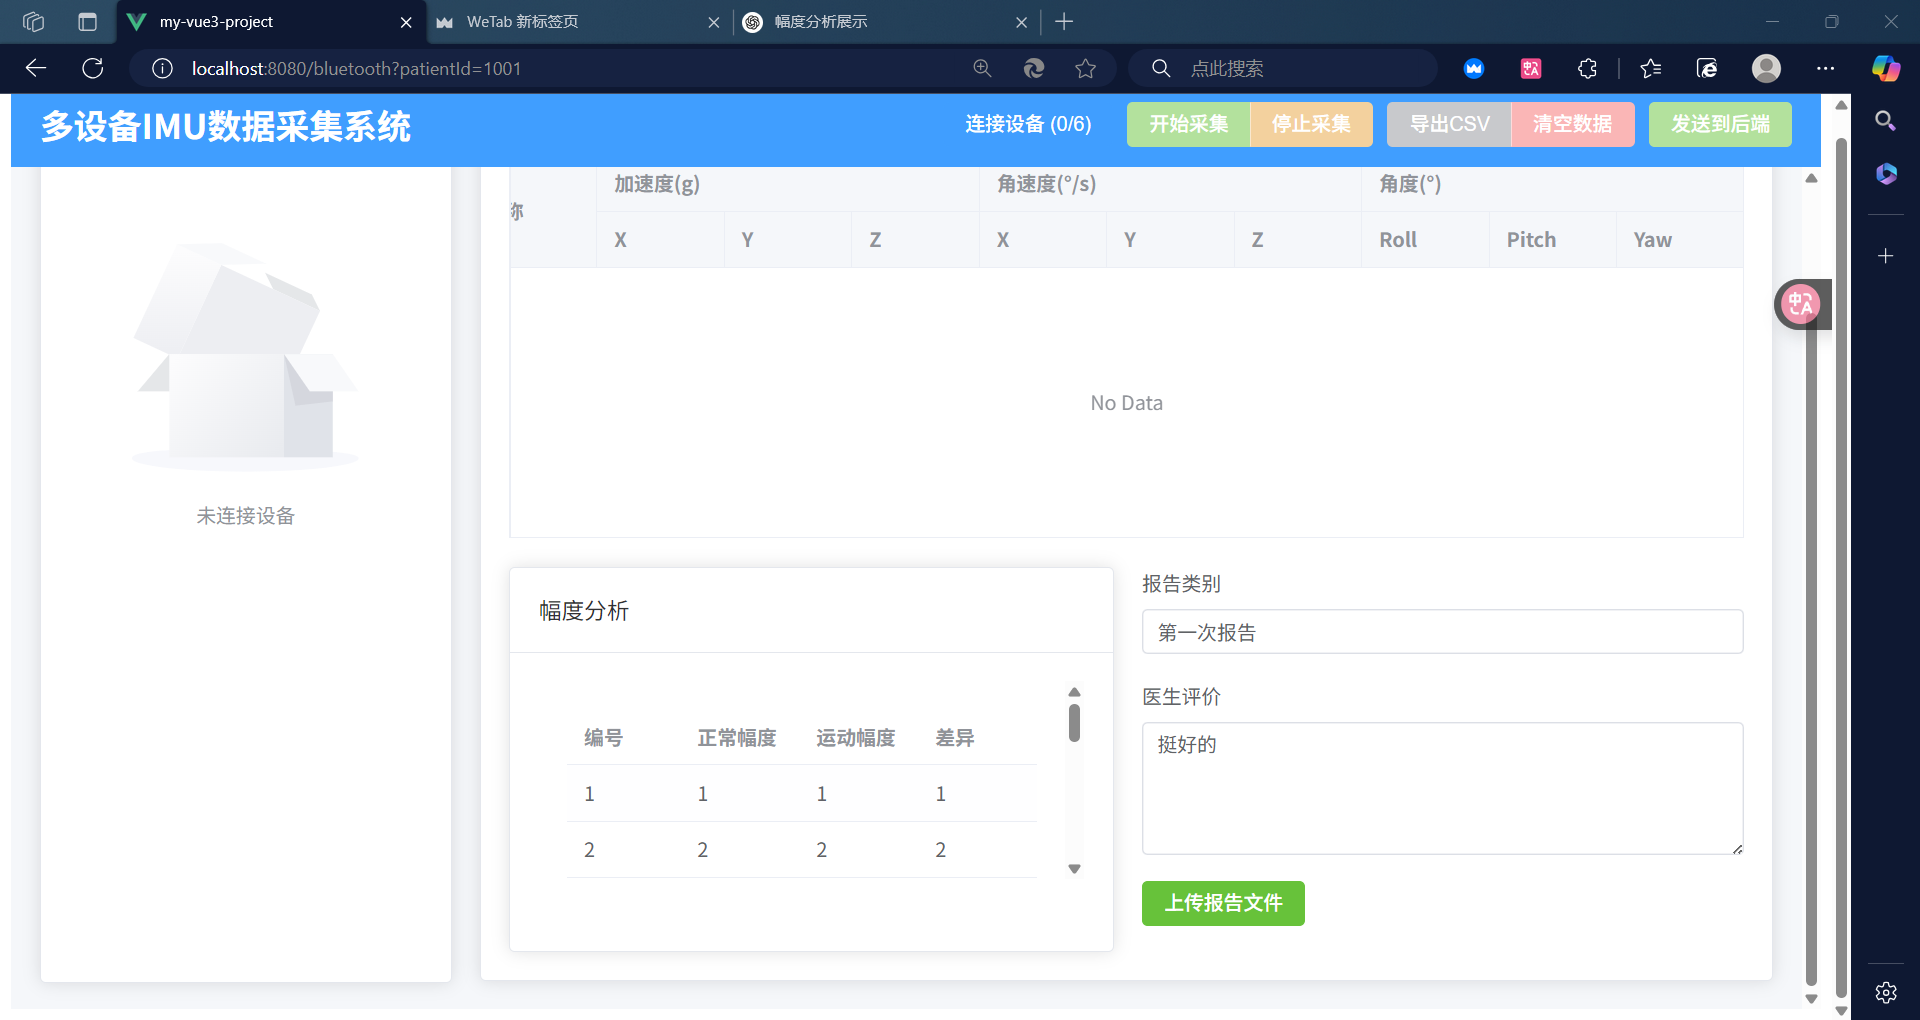 my-vue3-project
WeTab 新标签页
幅度分析展示
localhost:8080/bluetooth?patientId=1001
点此搜索
多设备IMU数据采集系统
连接设备 (0/6)
开始采集
停止采集
导出CSV
清空数据
发送到后端
称
加速度(g)
角速度(°/s)
角度(°)
X
Y
Z
X
Y
Z
Roll
Pitch
Yaw
No Data
未连接设备
幅度分析
编号 正常幅度 运动幅度 差异
1 1 1 1
2 2 2 2
报告类别
第一次报告
医生评价
挺好的
上传报告文件